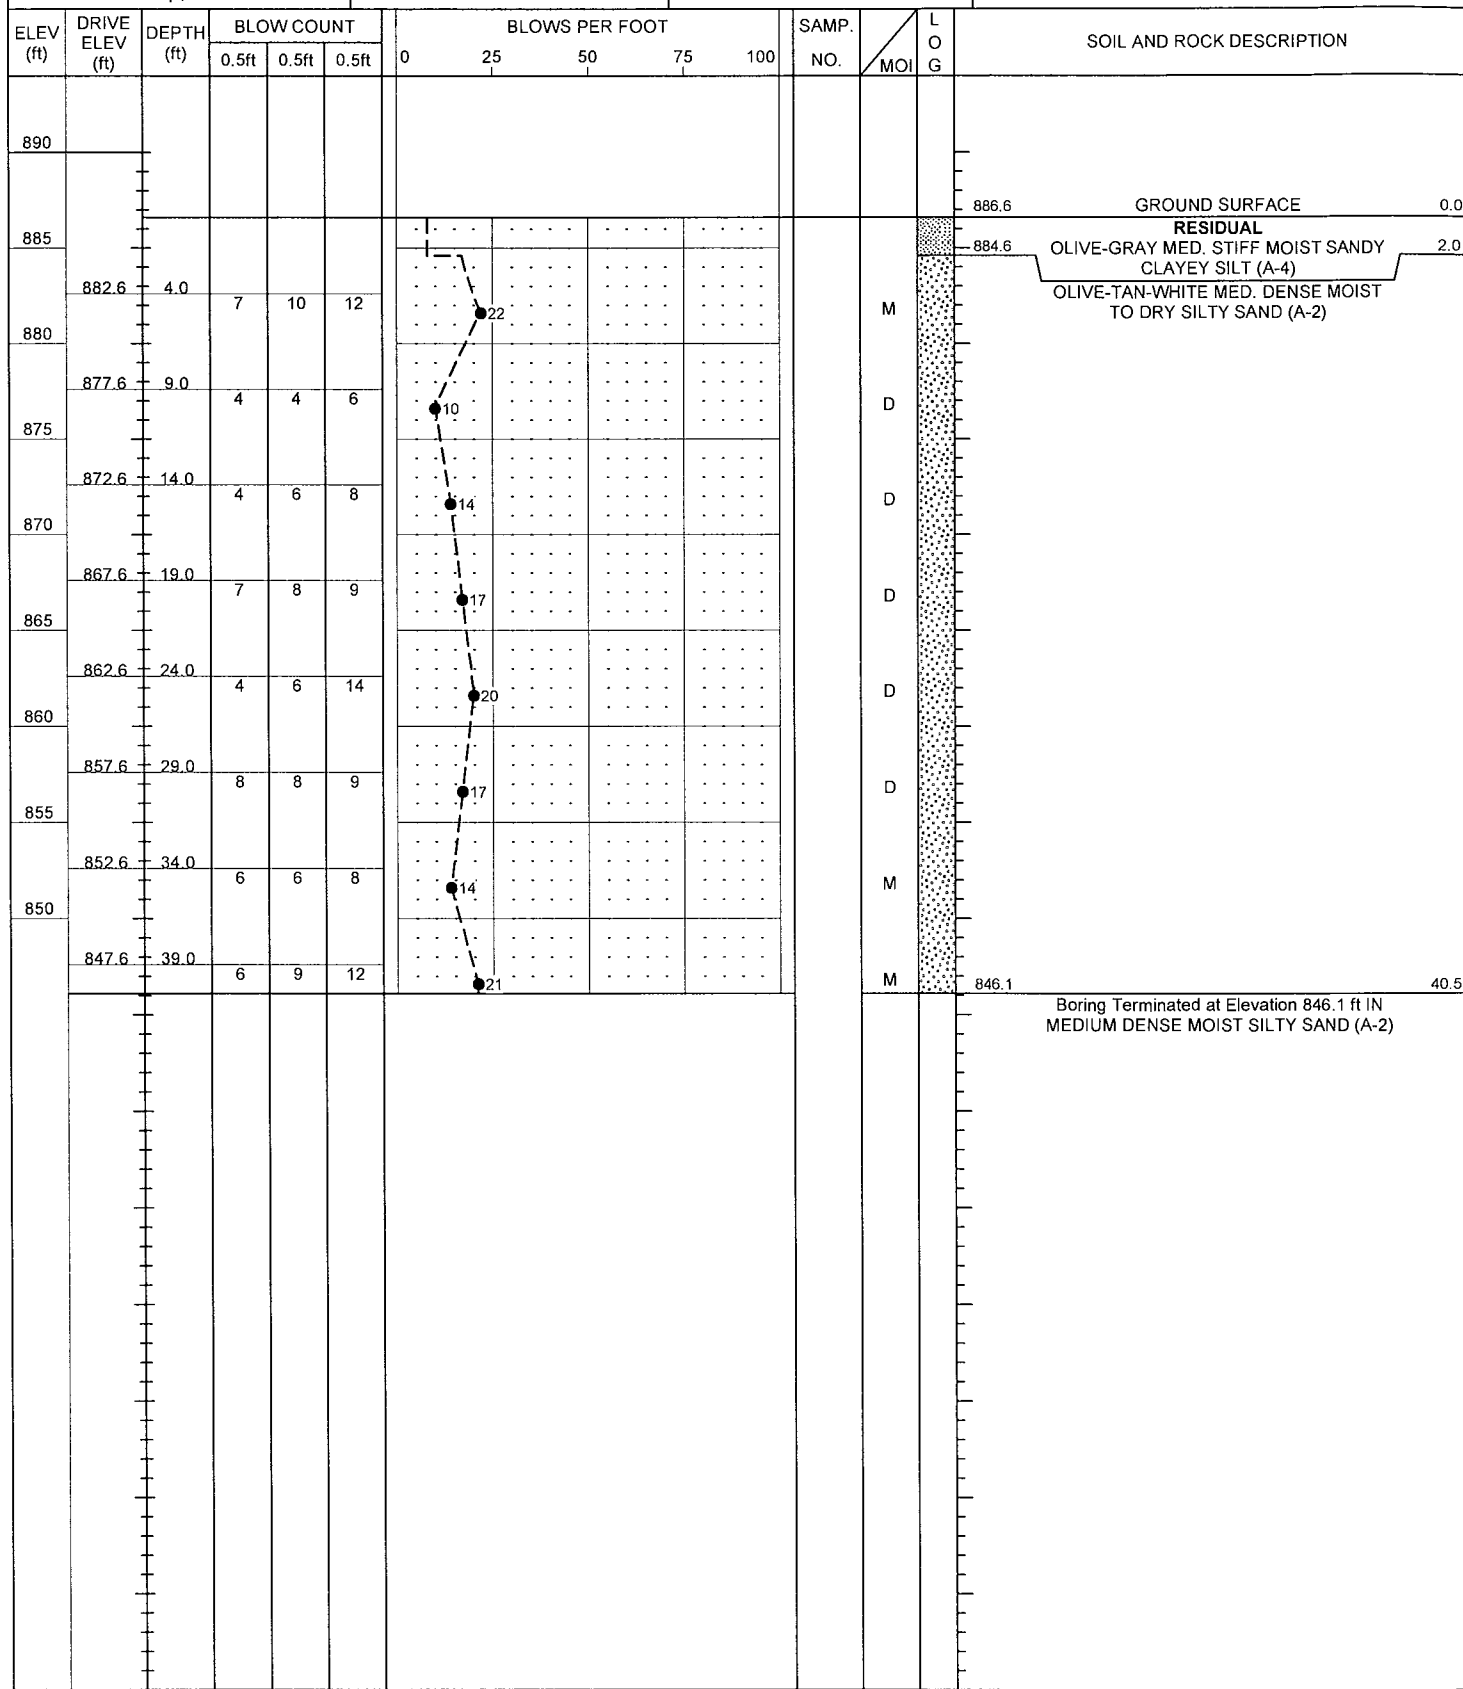 ELEV (ft) DRIVE ELEV (ft) DEPTH (ft) BLOW COUNT BLOWS PER FOOT SAMP. NO. MOI L O G SOIL AND ROCK DESCRIPTION
0.5ft 0.5ft 0.5ft 0 25 50 75 100
890
886.6 GROUND SURFACE 0.0
RESIDUAL
885
884.6 OLIVE-GRAY MED. STIFF MOIST SANDY 2.0
CLAYEY SILT (A-4)
882.6 4.0
OLIVE-TAN-WHITE MED. DENSE MOIST
7 10 12 22 M
TO DRY SILTY SAND (A-2)
880
877.6 9.0
4 4 6 10 D
875
872.6 14.0
4 6 8 14 D
870
867.6 19.0
7 8 9 17 D
865
862.6 24.0
4 6 14 20 D
860
857.6 29.0
8 8 9 17 D
855
852.6 34.0
6 6 8 14 M
850
847.6 39.0
6 9 12 21 M
846.1 40.5
Boring Terminated at Elevation 846.1 ft IN
MEDIUM DENSE MOIST SILTY SAND (A-2)